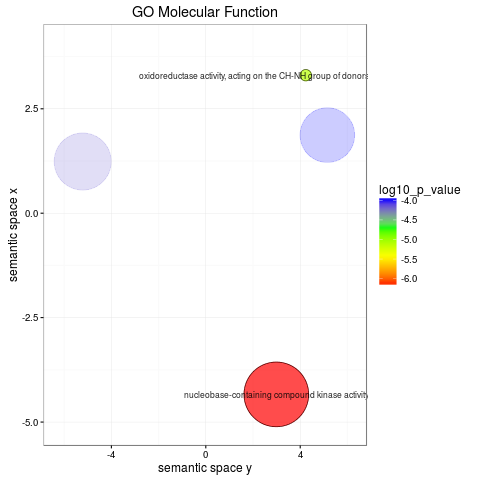 GO Molecular Function
oxidoreductase activity, acting on the CH-NH group of donors
2.5
0.0
-2.5
-5.0
semantic space x
nucleobase-containing compound kinase activity
-4
0
4
semantic space y
log10_p_value
-4.0
-4.5
-5.0
-5.5
-6.0